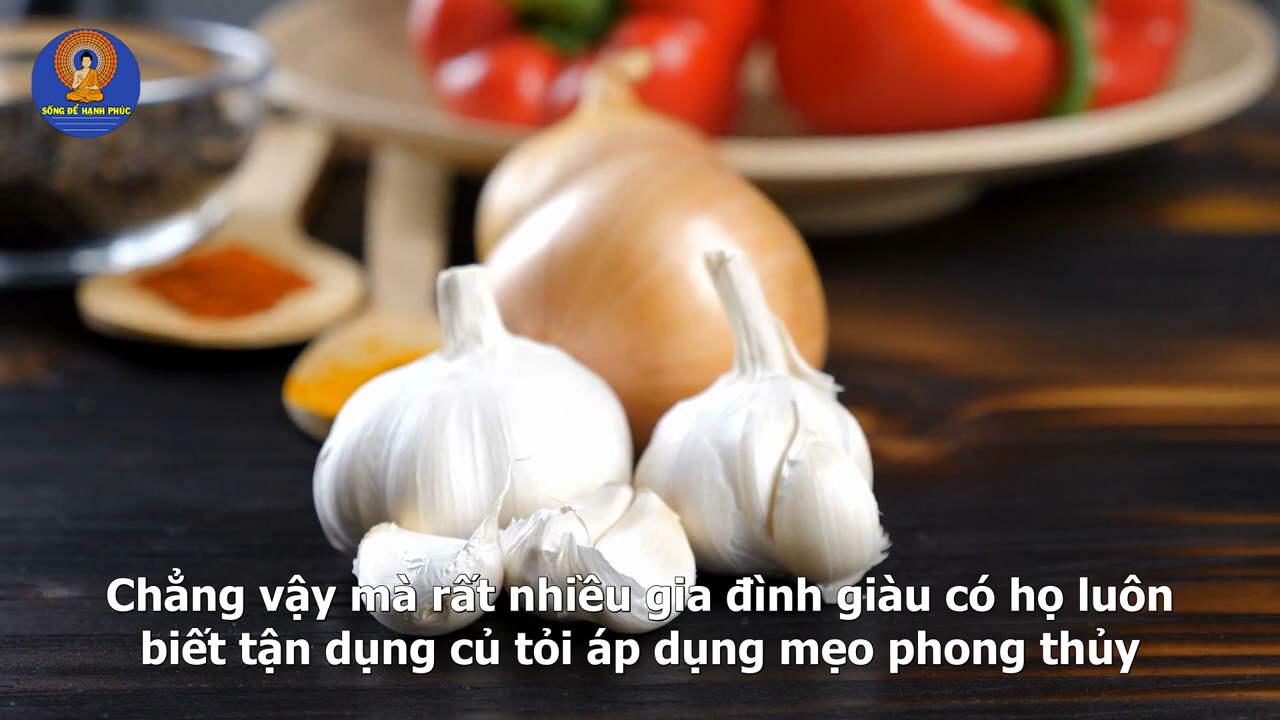 SỐNG ĐỂ HẠNH PHÚC
Chẳng vậy mà rất nhiều gia đình giàu có họ luôn
biết tận dụng củ tỏi áp dụng mẹo phong thủy